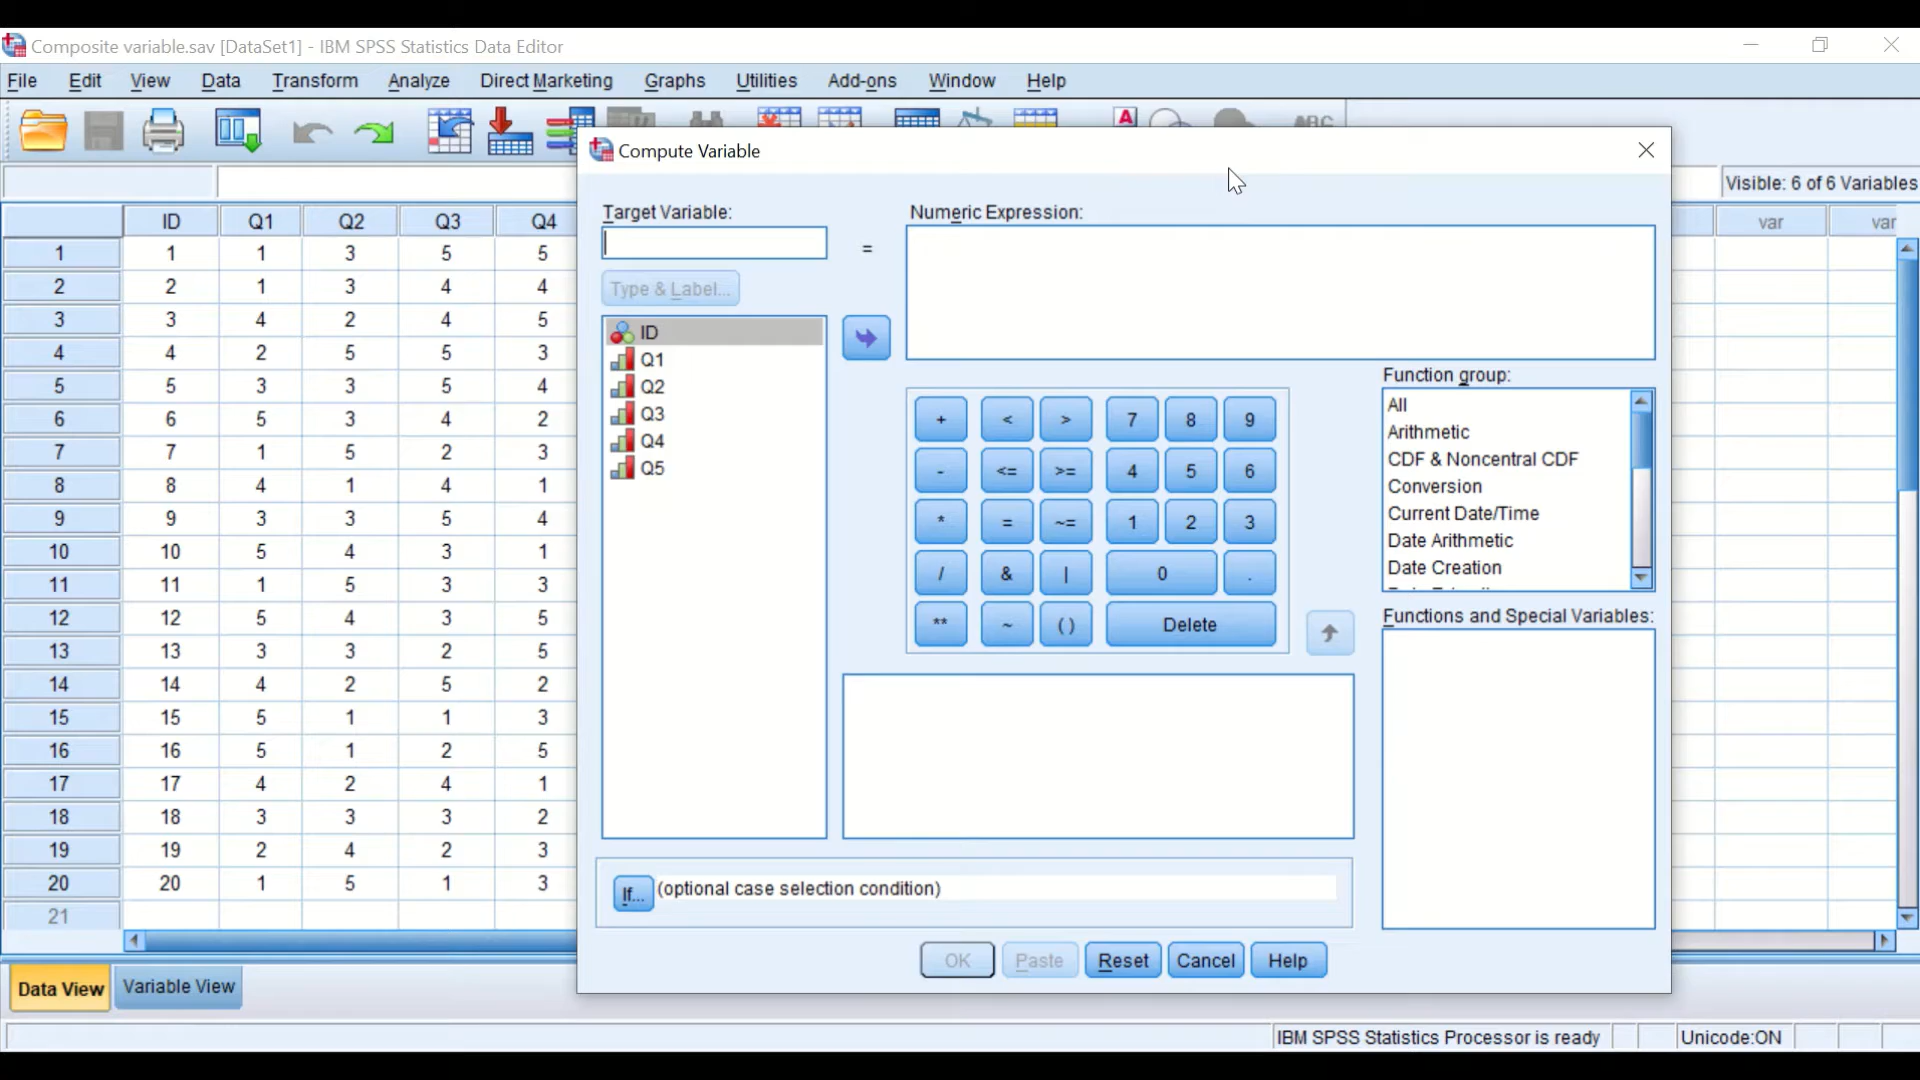 Composite variable.sav [DataSet1] - IBM SPSS Statistics Data Editor
File Edit View Data Transform Analyze Direct Marketing Graphs Utilities Add-ons Window Help
A ABC
Compute Variable
Visible: 6 of 6 Variables
ID Q1 Q2 Q3 Q4 var var
1 1 1 3 5 5
2 2 1 3 4 4
3 3 4 2 4 5
4 4 2 5 5 3
5 5 3 3 5 4
6 6 5 3 4 2
7 7 1 5 2 3
8 8 4 1 4 1
9 9 3 3 5 4
10 10 5 4 3 1
11 11 1 5 3 3
12 12 5 4 3 5
13 13 3 3 2 5
14 14 4 2 5 2
15 15 5 1 1 3
16 16 5 1 2 5
17 17 4 2 4 1
18 18 3 3 3 2
19 19 2 4 2 3
20 20 1 5 1 3
21
Target Variable:
=
Numeric Expression:
Type & Label...
ID
Q1
Q2
Q3
Q4
Q5
+ < > 7 8 9
- <= >= 4 5 6
* = ~= 1 2 3
/ & | 0 .
** ~ () Delete
Function group:
All
Arithmetic
CDF & Noncentral CDF
Conversion
Current Date/Time
Date Arithmetic
Date Creation
Functions and Special Variables:
If... (optional case selection condition)
OK Paste Reset Cancel Help
Data View Variable View
IBM SPSS Statistics Processor is ready Unicode:ON